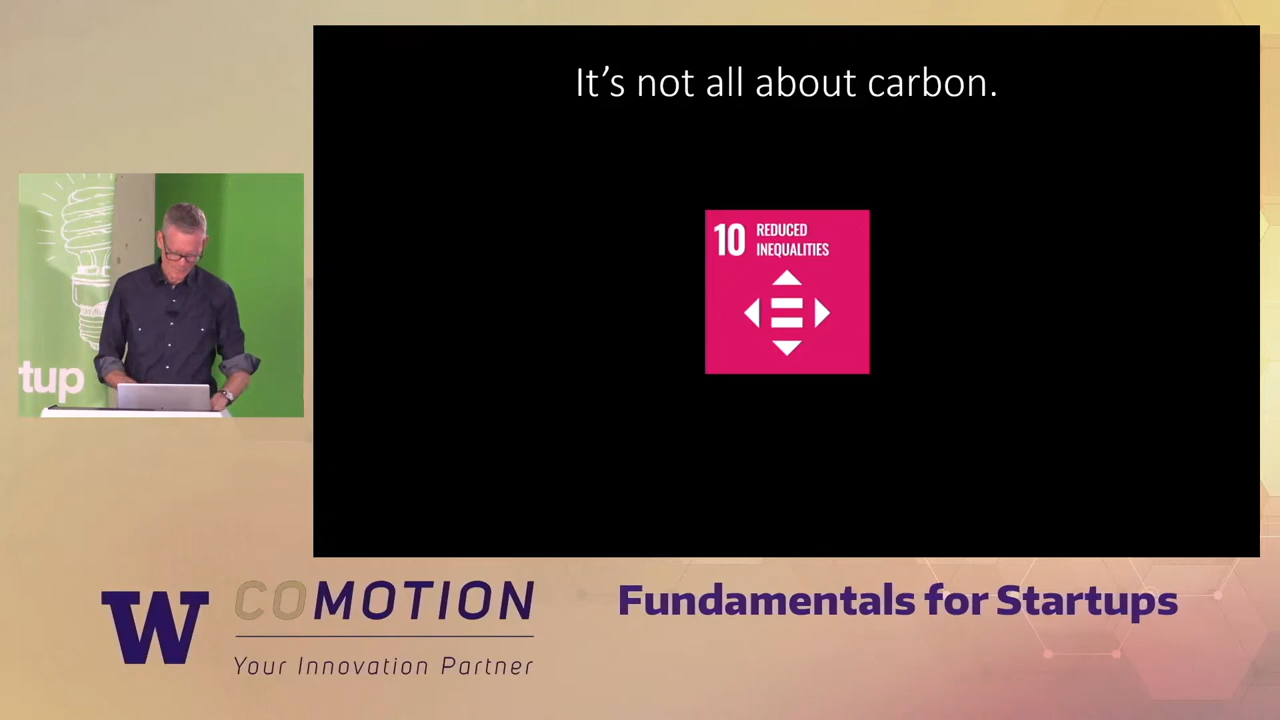 It's not all about carbon.
10 REDUCED
INEQUALITIES
tup
W COMOTION
Your Innovation Partner
Fundamentals for Startups